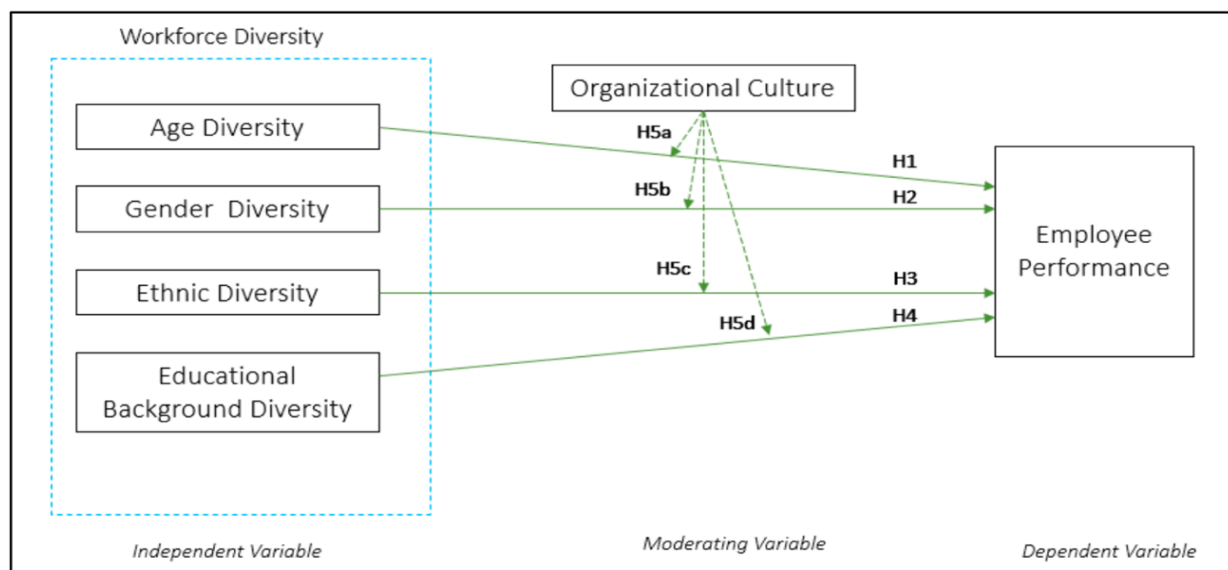 Workforce Diversity
Organizational Culture
Age Diversity
H5a
H1
Gender Diversity
H5b
H2
Employee
Performance
Ethnic Diversity
H5c
H3
H5d
H4
Educational
Background Diversity
Independent Variable
Moderating Variable
Dependent Variable